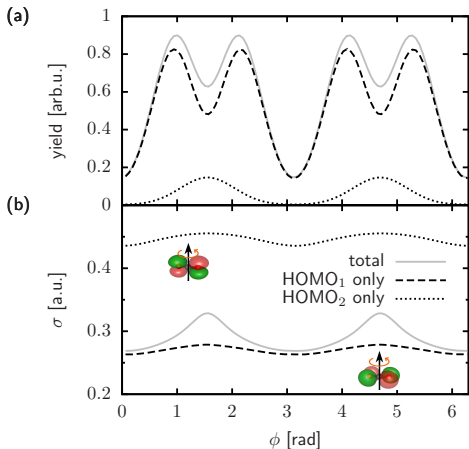 (a)
1
0.8
0.6
0.4
0.2
0
yield [arb.u.]
(b)
0.4
0.3
0.2
σ [a.u.]
total
HOMO₁ only
HOMO₂ only
0 1 2 3 4 5 6
ϕ [rad]